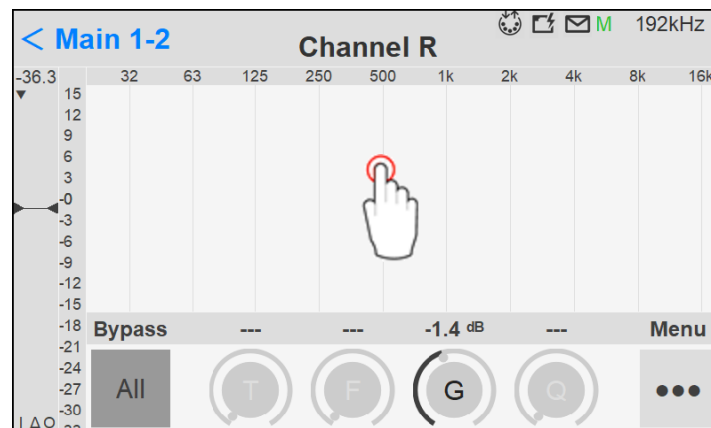 < Main 1-2
Channel R
M 192kHz
-36.3 32 63 125 250 500 1k 2k 4k 8k 16k
15
12
9
6
3
-0
-3
-6
-9
-12
-15
-18
Bypass --- --- -1.4 dB --- Menu
-21
-24
-27
-30
All T F G Q •••